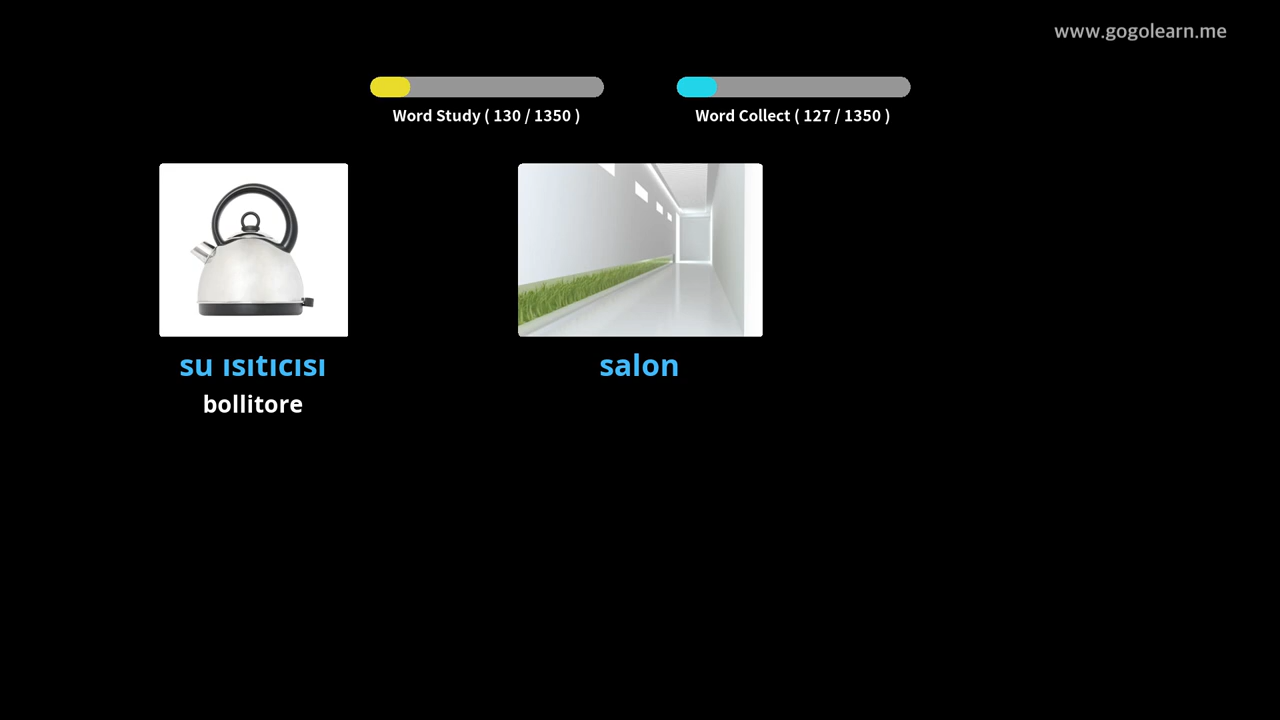 www.gogolearn.me
Word Study ( 130 / 1350 )
Word Collect ( 127 / 1350 )
su ısıtıcısı
bollitore
salon